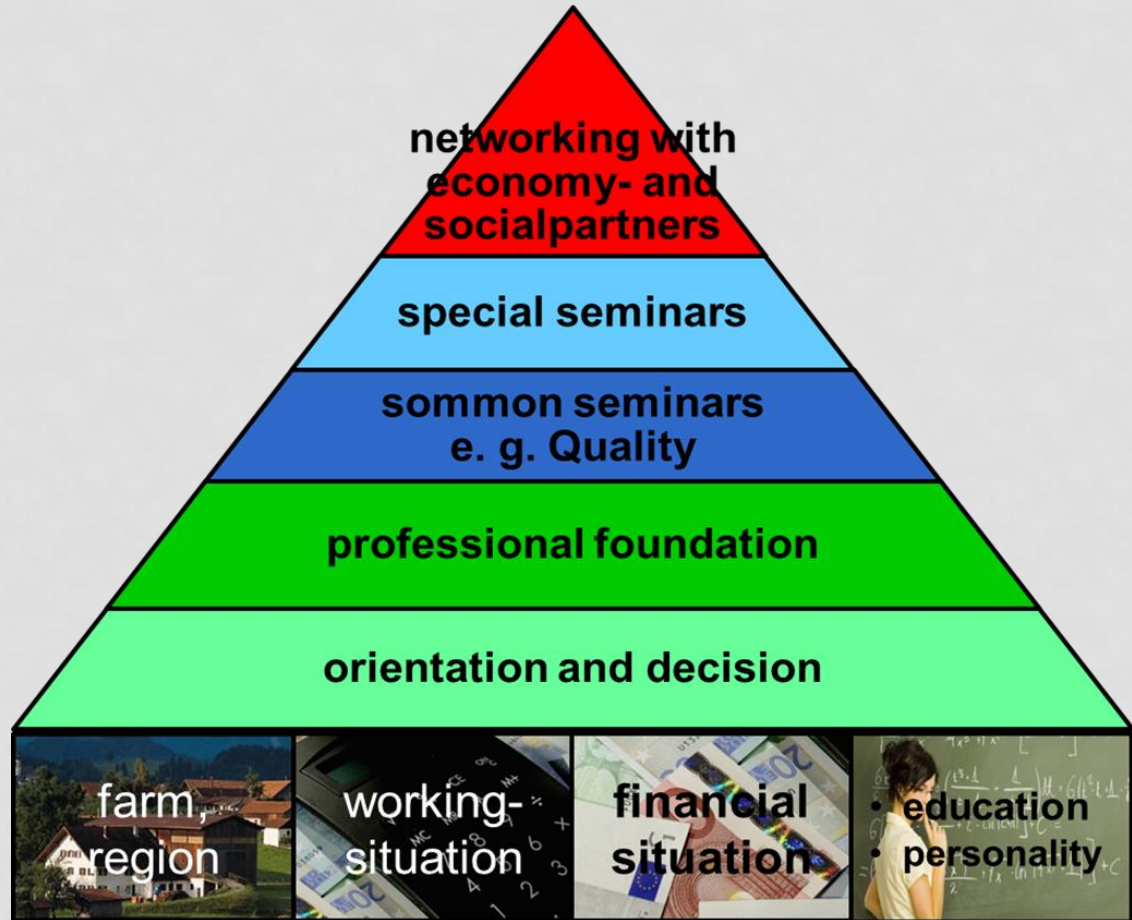 networking with
economy- and
socialpartners
special seminars
sommon seminars
e. g. Quality
professional foundation
orientation and decision
farm,
region
working-
situation
financial
situation
• education
• personality